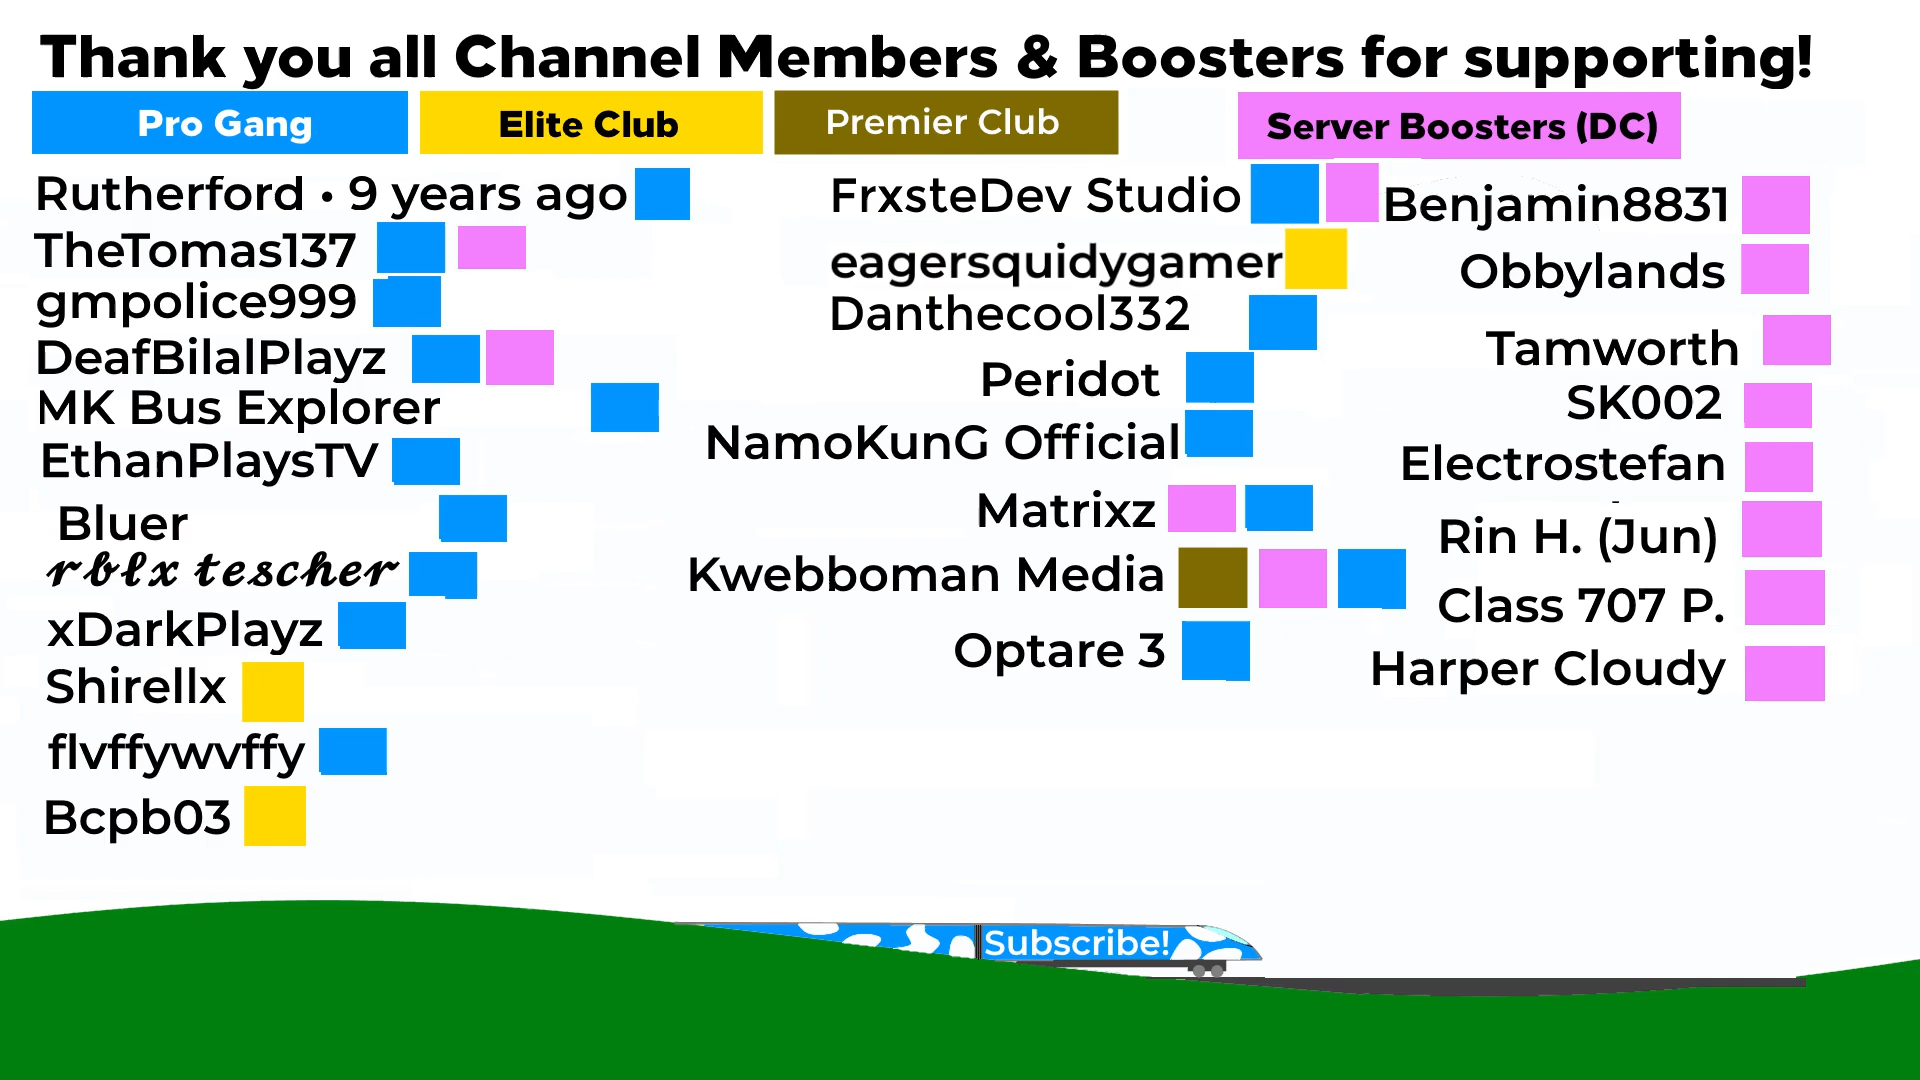 Thank you all Channel Members & Boosters for supporting!
Pro Gang
Elite Club
Premier Club
Server Boosters (DC)
Rutherford • 9 years ago
TheTomas137
gmpolice999
DeafBilalPlayz
MK Bus Explorer
EthanPlaysTV
Bluer
rblx tescher
xDarkPlayz
Shirellx
flvffywvffy
Bcpb03
FrxsteDev Studio
eagersquidygamer
Danthecool332
Peridot
NamoKunG Official
Matrixz
Kwebboman Media
Optare 3
Benjamin8831
Obbylands
Tamworth
SK002
Electrostefan
Rin H. (Jun)
Class 707 P.
Harper Cloudy
Subscribe!